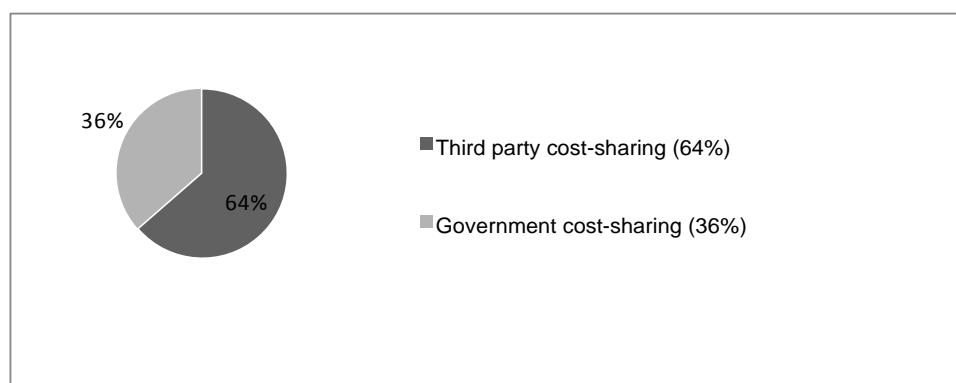 36%
64%
Third party cost-sharing (64%)
Government cost-sharing (36%)